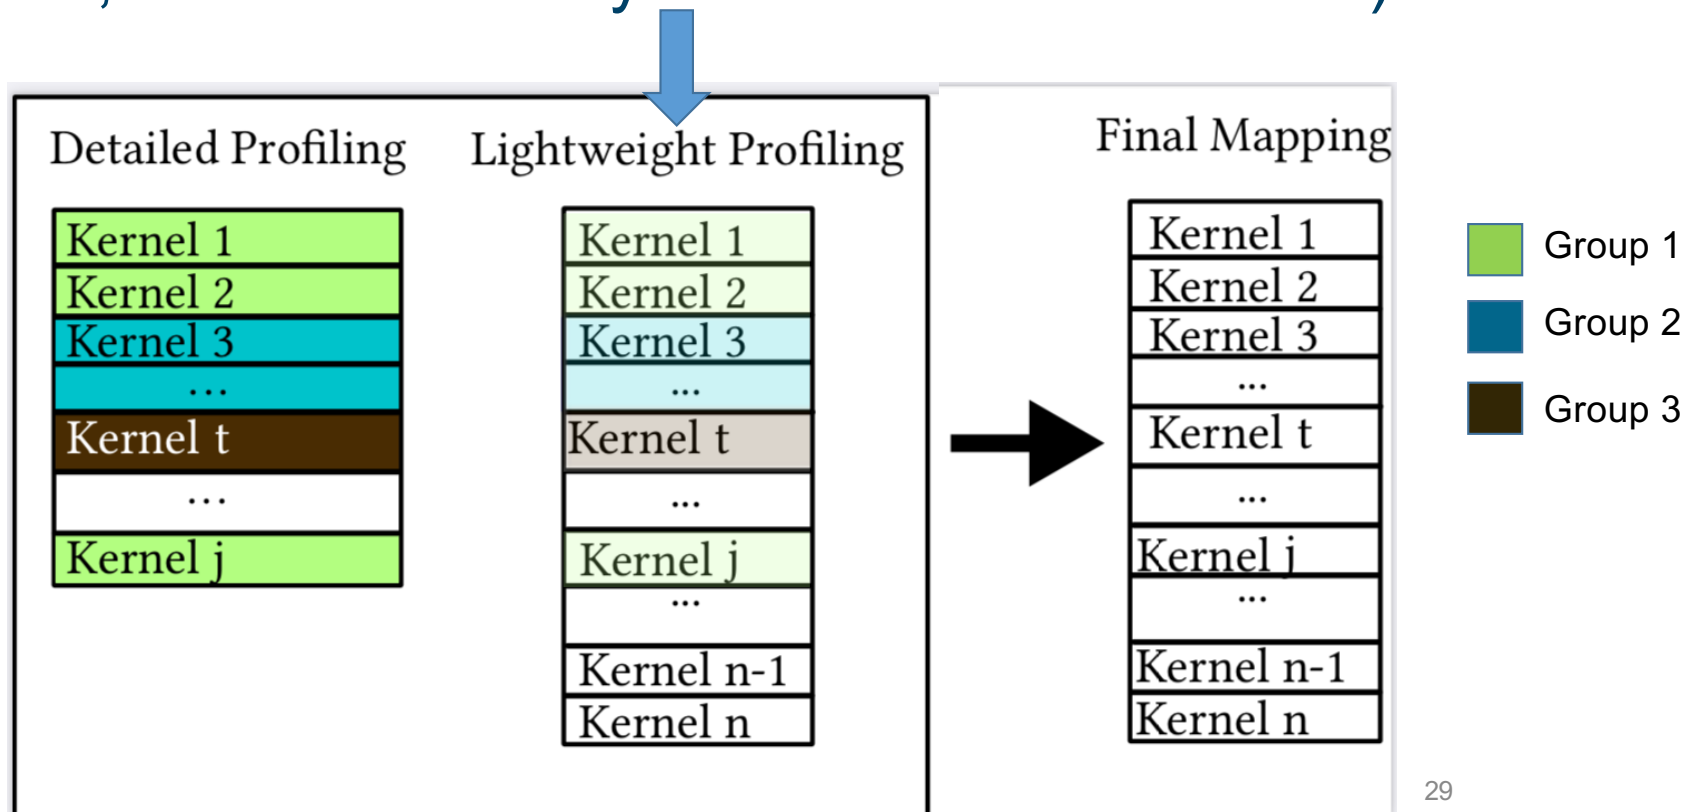 Detailed Profiling
Kernel 1
Kernel 2
Kernel 3
...
Kernel t
...
Kernel j
Lightweight Profiling
Kernel 1
Kernel 2
Kernel 3
...
Kernel t
...
Kernel j
...
Kernel n-1
Kernel n
Final Mapping
Kernel 1
Kernel 2
Kernel 3
...
Kernel t
...
Kernel j
...
Kernel n-1
Kernel n
Group 1
Group 2
Group 3
29